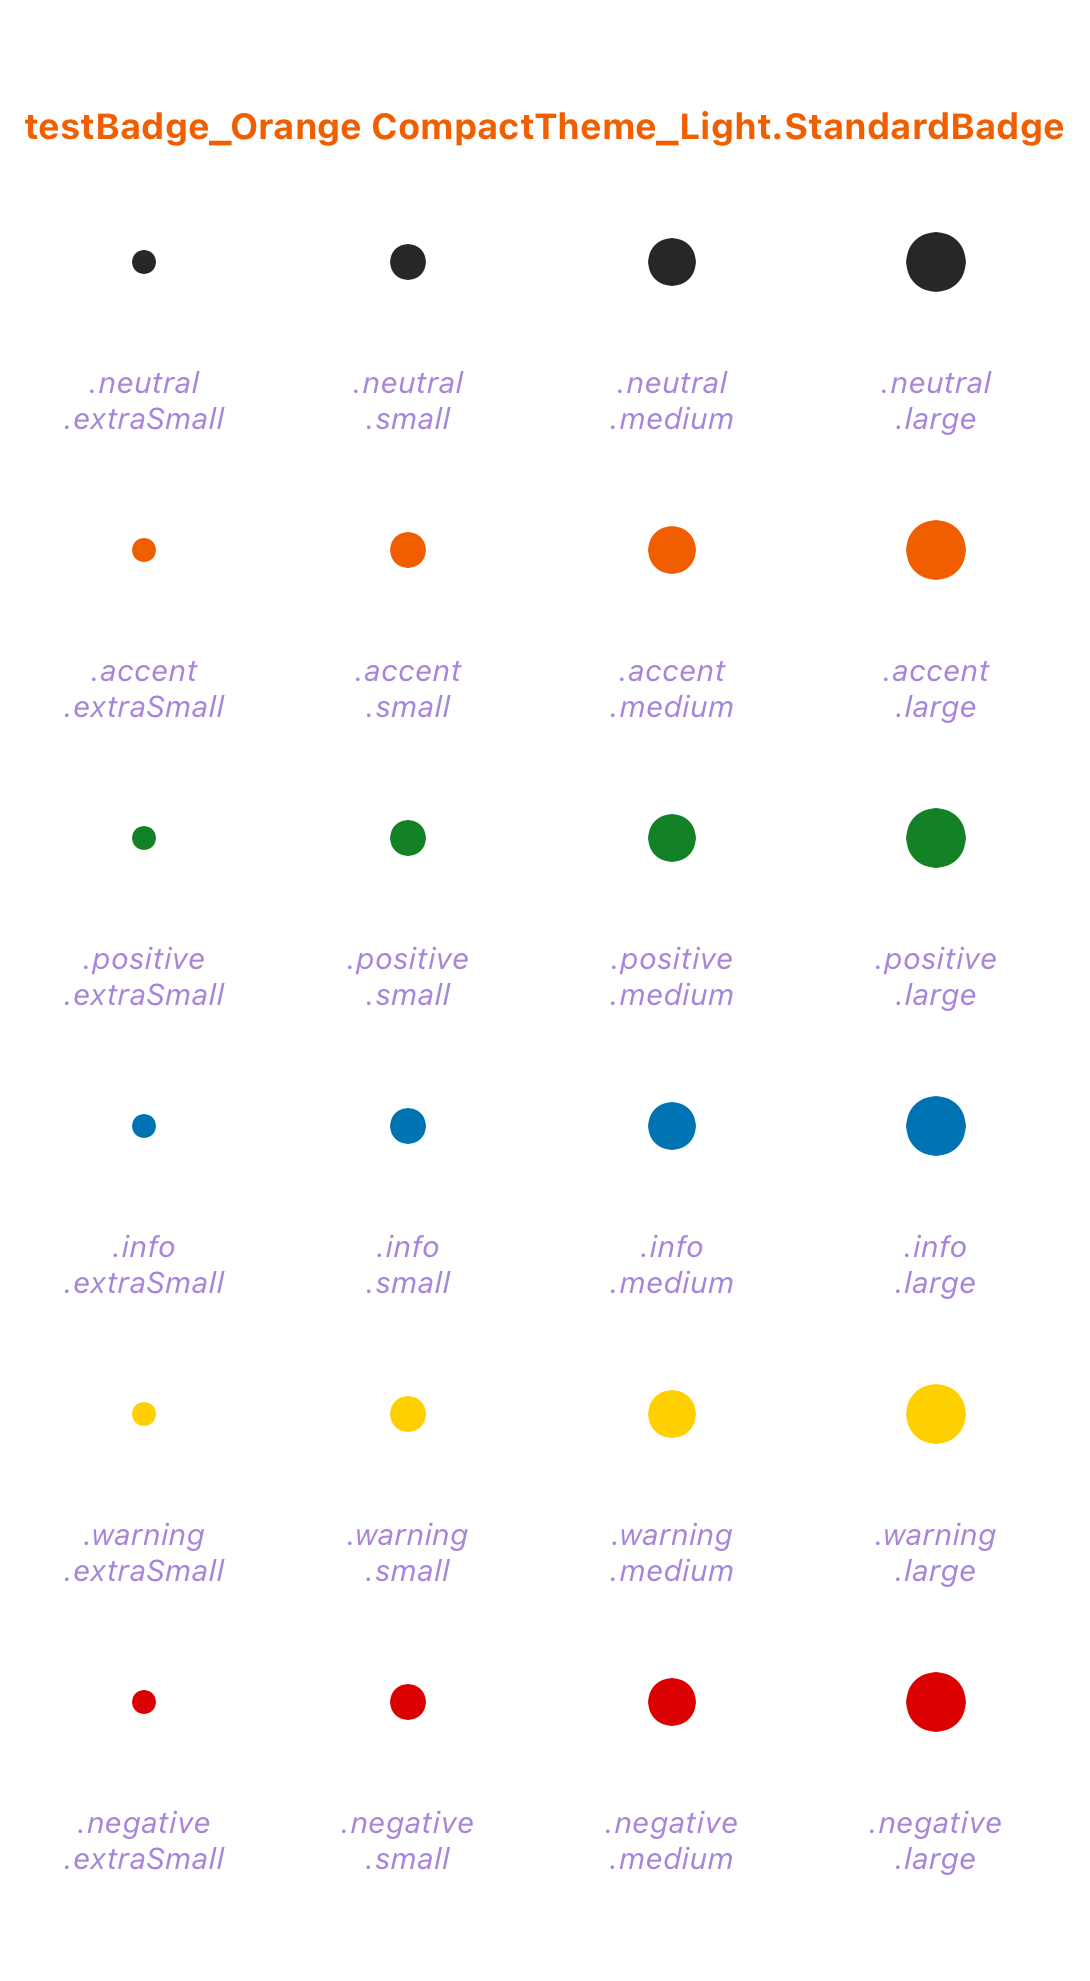 testBadge_Orange CompactTheme_Light.StandardBadge
.neutral .neutral .neutral .neutral
.extraSmall .small .medium .large
.accent .accent .accent .accent
.extraSmall .small .medium .large
.positive .positive .positive .positive
.extraSmall .small .medium .large
.info .info .info .info
.extraSmall .small .medium .large
.warning .warning .warning .warning
.extraSmall .small .medium .large
.negative .negative .negative .negative
.extraSmall .small .medium .large